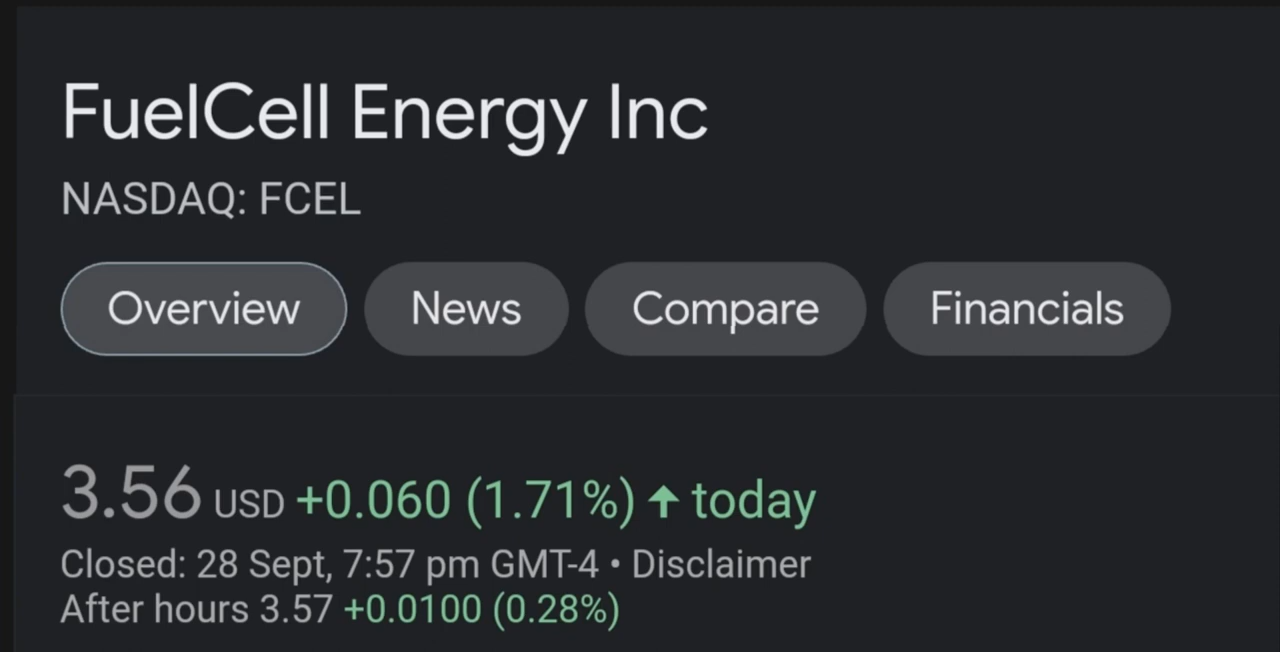 FuelCell Energy Inc
NASDAQ: FCEL
Overview News Compare Financials
3.56 USD +0.060 (1.71%) ↑ today
Closed: 28 Sept, 7:57 pm GMT-4 • Disclaimer
After hours 3.57 +0.0100 (0.28%)